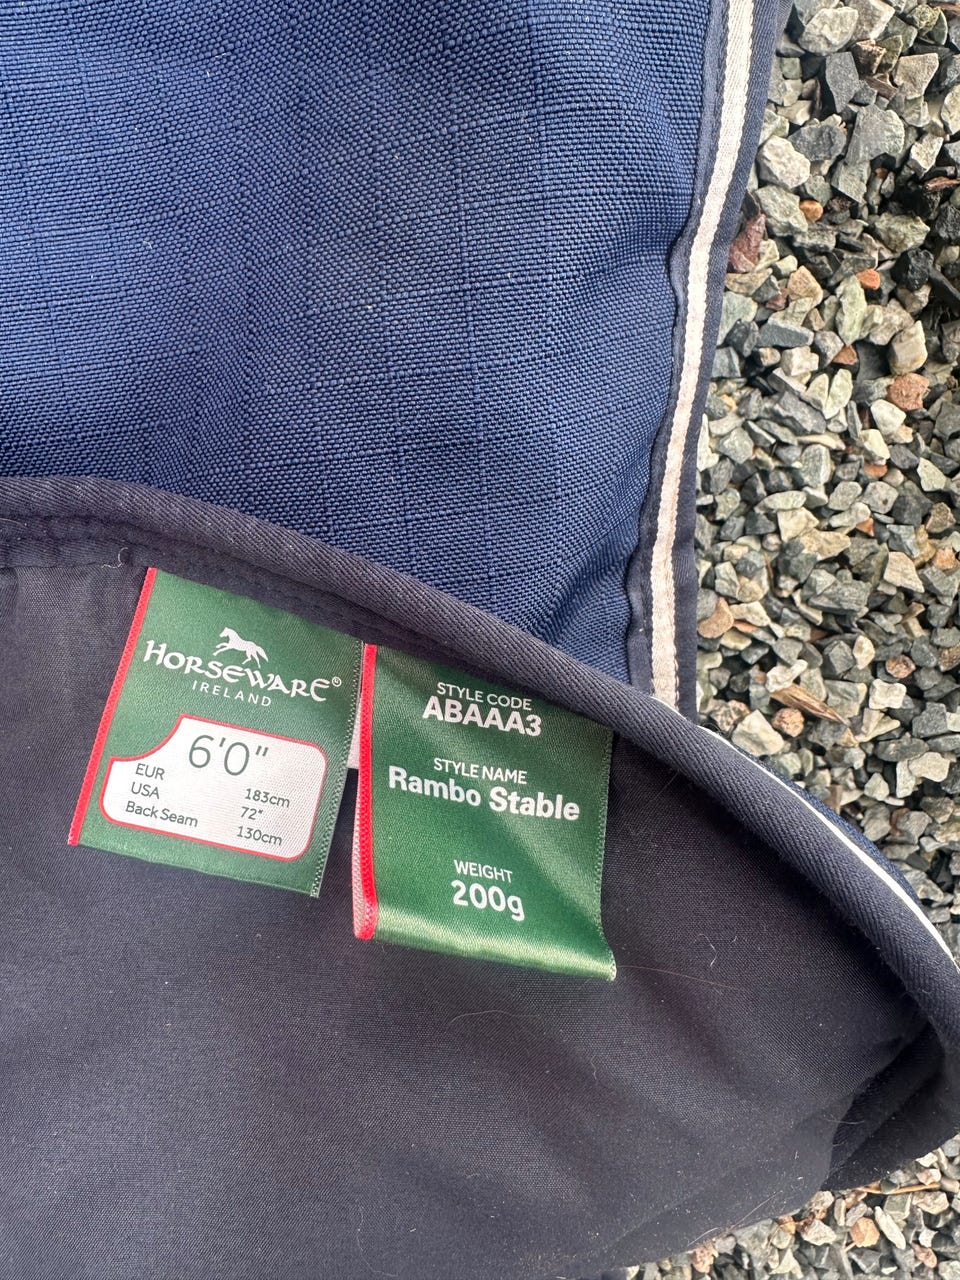 HORSEWARE®
IRELAND
6'0"
EUR 183cm
USA 72"
Back Seam 130cm
STYLE CODE
ABAAA3
STYLE NAME
Rambo Stable
WEIGHT
200g